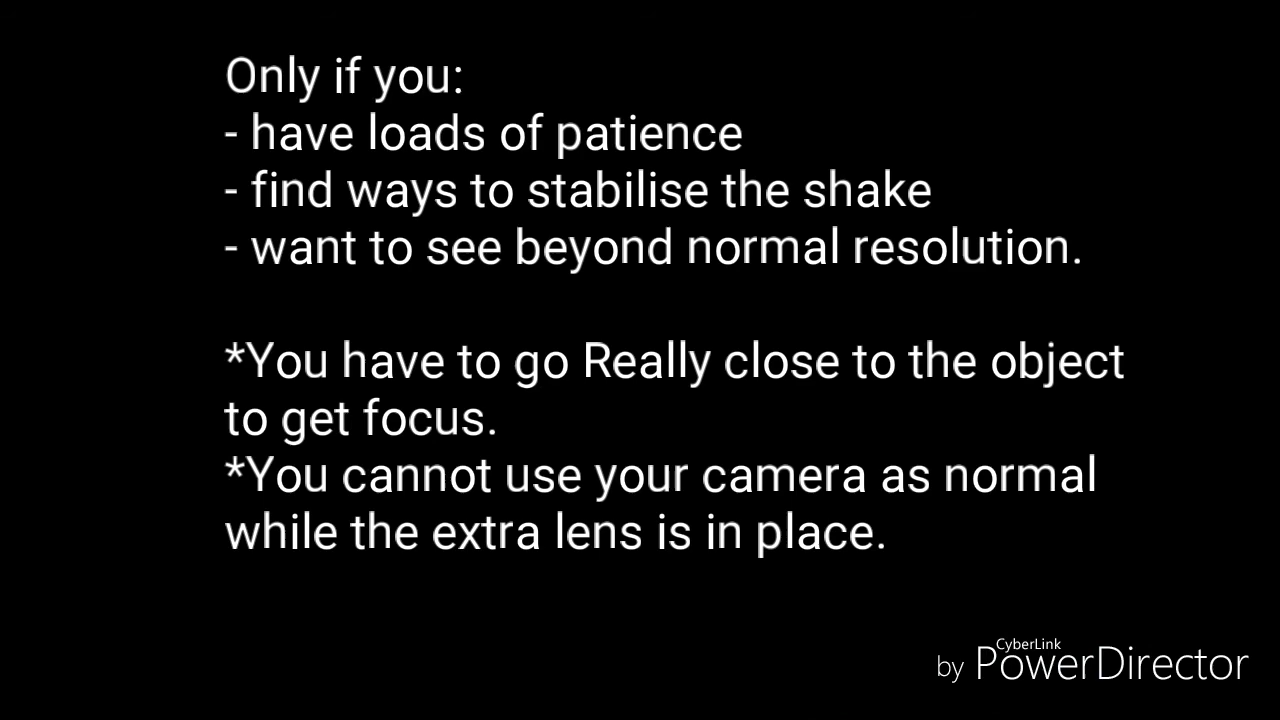 Only if you:
- have loads of patience
- find ways to stabilise the shake
- want to see beyond normal resolution.
*You have to go Really close to the object
to get focus.
*You cannot use your camera as normal
while the extra lens is in place.
by CyberLink PowerDirector